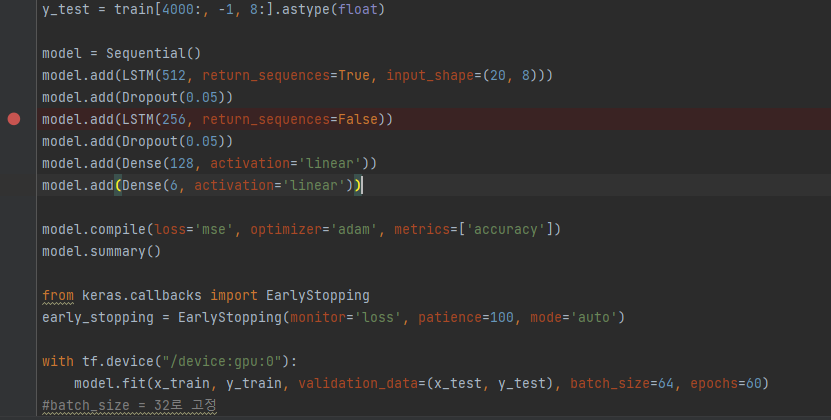 y_test = train[4000:, -1, 8:].astype(float)
model = Sequential()
model.add(LSTM(512, return_sequences=True, input_shape=(20, 8)))
model.add(Dropout(0.05))
model.add(LSTM(256, return_sequences=False))
model.add(Dropout(0.05))
model.add(Dense(128, activation='linear'))
model.add(Dense(6, activation='linear'))
model.compile(loss='mse', optimizer='adam', metrics=['accuracy'])
model.summary()
from keras.callbacks import EarlyStopping
early_stopping = EarlyStopping(monitor='loss', patience=100, mode='auto')
with tf.device("/device:gpu:0"):
    model.fit(x_train, y_train, validation_data=(x_test, y_test), batch_size=64, epochs=60)
#batch_size = 32로 고정